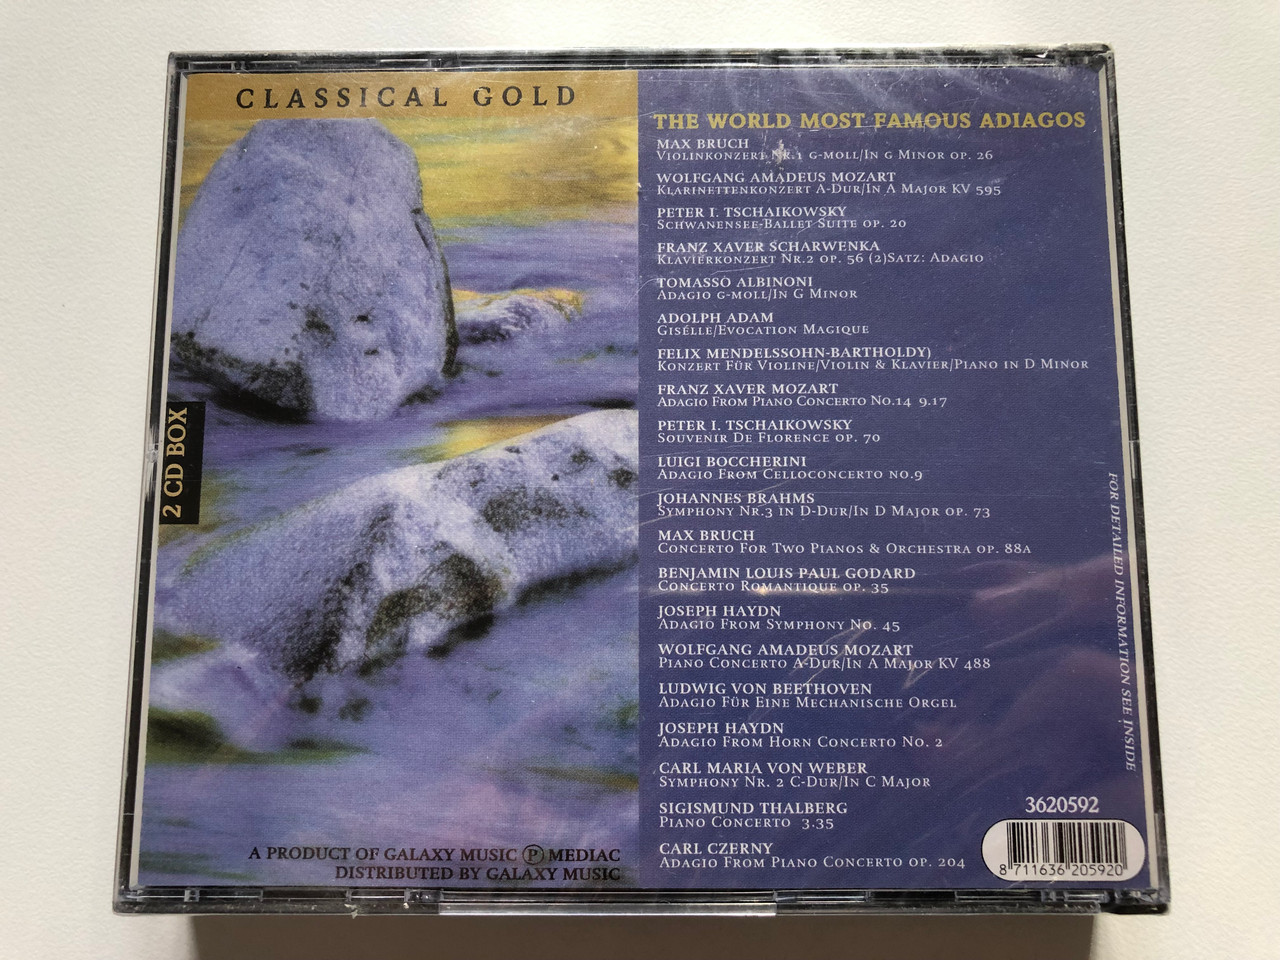 CLASSICAL GOLD
2 CD BOX
A PRODUCT OF GALAXY MUSIC Ⓟ MEDIAC
DISTRIBUTED BY GALAXY MUSIC
THE WORLD MOST FAMOUS ADIAGOS
MAX BRUCH
VIOLINKONZERT NR.1 G-MOLL/IN G MINOR OP. 26
WOLFGANG AMADEUS MOZART
KLARINETTENKONZERT A-DUR/IN A MAJOR KV 595
PETER I. TSCHAIKOWSKY
SCHWANENSEE-BALLET SUITE OP. 20
FRANZ XAVER SCHARWENKA
KLAVIERKONZERT NR.2 OP. 56 (2)SATZ: ADAGIO
TOMASSO ALBINONI
ADAGIO G-MOLL/IN G MINOR
ADOLPH ADAM
GISÉLLE/EVOCATION MAGIQUE
FELIX MENDELSSOHN-BARTHOLDY)
KONZERT FÜR VIOLINE/VIOLIN & KLAVIER/PIANO IN D MINOR
FRANZ XAVER MOZART
ADAGIO FROM PIANO CONCERTO NO.14 9.17
PETER I. TSCHAIKOWSKY
SOUVENIR DE FLORENCE OP. 70
LUIGI BOCCHERINI
ADAGIO FROM CELLOCONCERTO NO.9
JOHANNES BRAHMS
SYMPHONY NR.3 IN D-DUR/IN D MAJOR OP. 73
MAX BRUCH
CONCERTO FOR TWO PIANOS & ORCHESTRA OP. 88A
BENJAMIN LOUIS PAUL GODARD
CONCERTO ROMANTIQUE OP. 35
JOSEPH HAYDN
ADAGIO FROM SYMPHONY NO. 45
WOLFGANG AMADEUS MOZART
PIANO CONCERTO A-DUR/IN A MAJOR KV 488
LUDWIG VON BEETHOVEN
ADAGIO FÜR EINE MECHANISCHE ORGEL
JOSEPH HAYDN
ADAGIO FROM HORN CONCERTO NO. 2
CARL MARIA VON WEBER
SYMPHONY NR. 2 C-DUR/IN C MAJOR
SIGISMUND THALBERG
PIANO CONCERTO 3.35
CARL CZERNY
ADAGIO FROM PIANO CONCERTO OP. 204
FOR DETAILED INFORMATION SEE INSIDE
3620592
8 711636 205920